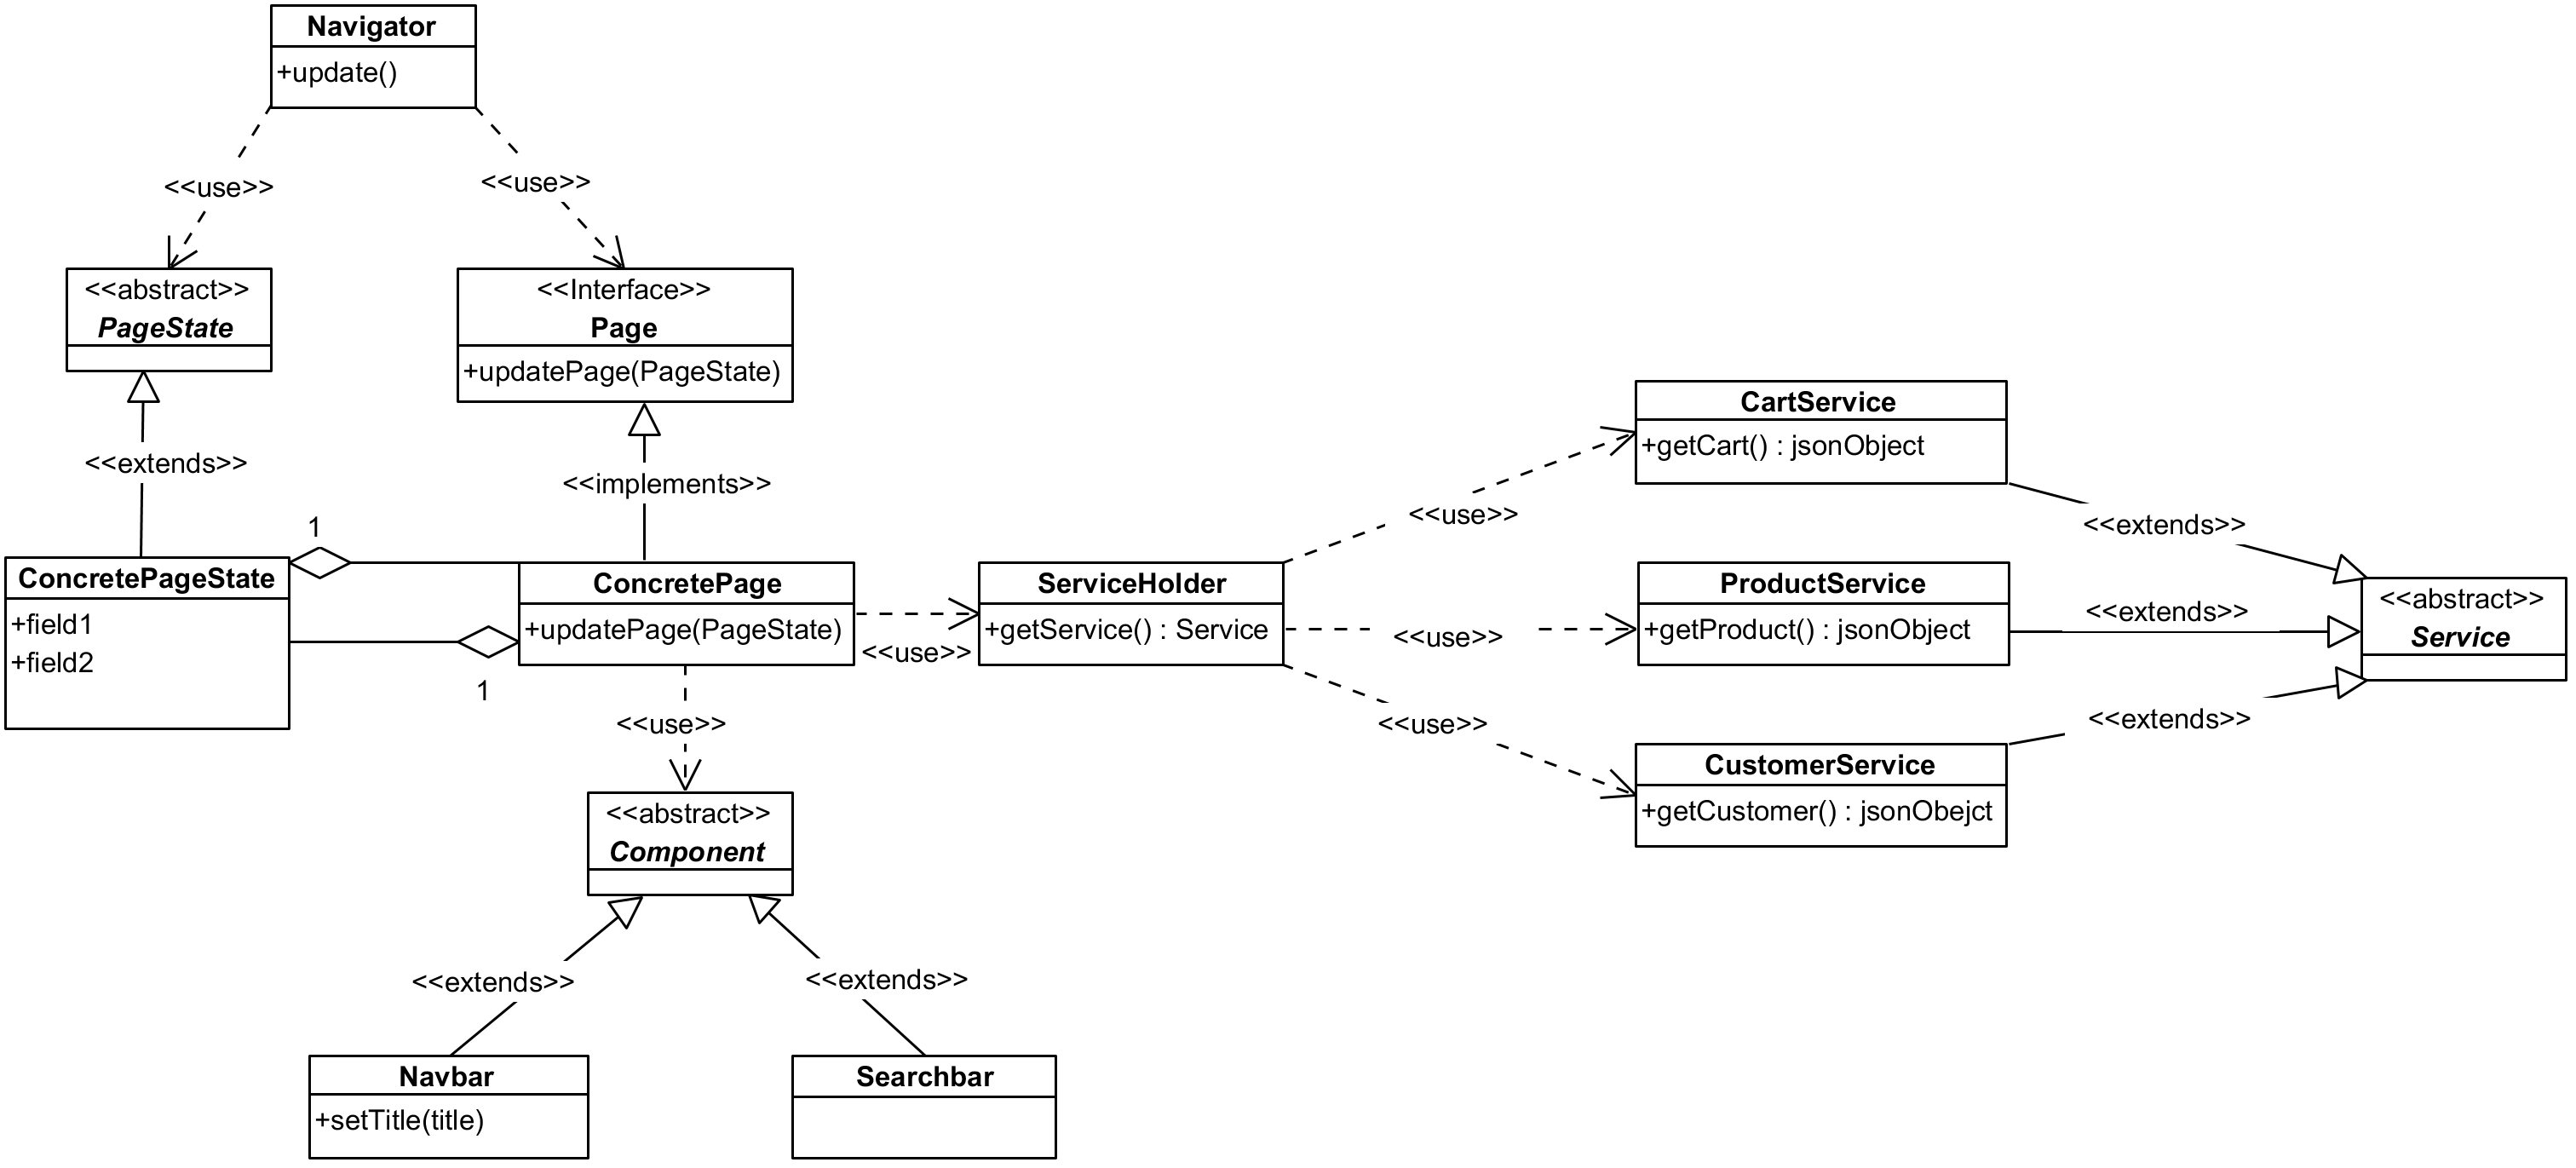 Navigator
+update()
<<use>>
<<use>>
<<abstract>>
PageState
<<Interface>>
Page
+updatePage(PageState)
<<extends>>
<<implements>>
1
ConcretePageState
+field1
+field2
ConcretePage
+updatePage(PageState)
1
<<use>>
<<use>>
ServiceHolder
+getService() : Service
<<use>>
<<use>>
<<use>>
CartService
+getCart() : jsonObject
ProductService
+getProduct() : jsonObject
CustomerService
+getCustomer() : jsonObejct
<<extends>>
<<extends>>
<<extends>>
<<abstract>>
Service
<<abstract>>
Component
<<extends>>
<<extends>>
Navbar
+setTitle(title)
Searchbar